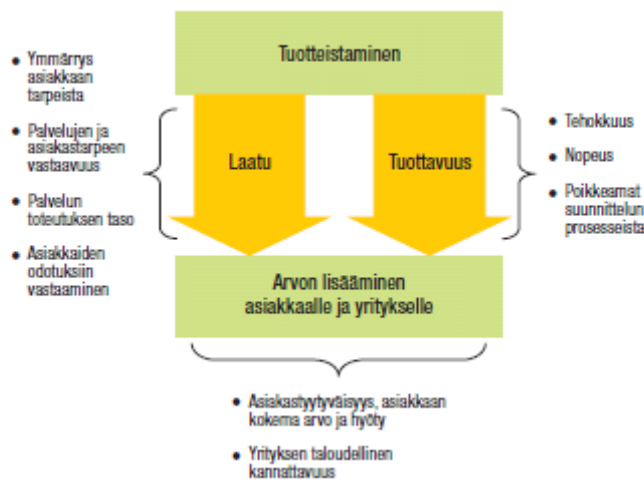 Tuotteistaminen
• Ymmärrys
asiakkaan
tarpeista
• Palvelujen ja
asiakastarpeen
vastaavuus
• Palvelun
toteutuksen taso
• Asiakkaiden
odotuksiin
vastaaminen
Laatu
Tuottavuus
• Tehokkuus
• Nopeus
• Poikkeamat
suunnittelun
prosesseista
Arvon lisääminen
asiakkaalle ja yritykselle
• Asiakastyytyväisyys, asiakkaan
kokema arvo ja hyöty
• Yrityksen taloudellinen
kannattavuus